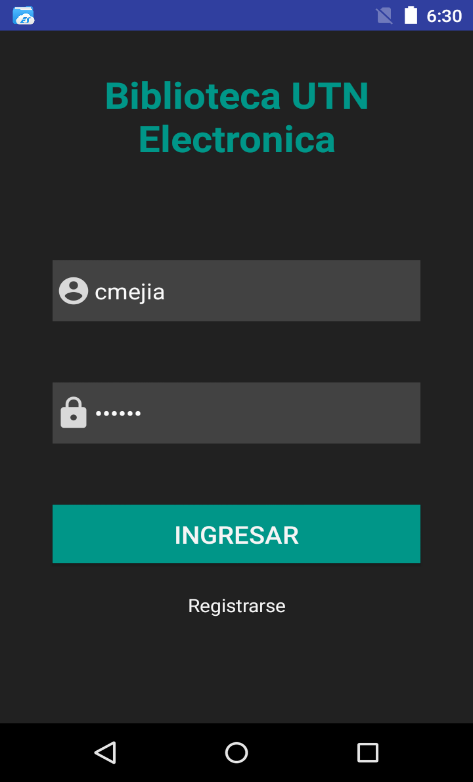 6:30
Biblioteca UTN
Electronica
cmejia
••••••
INGRESAR
Registrarse